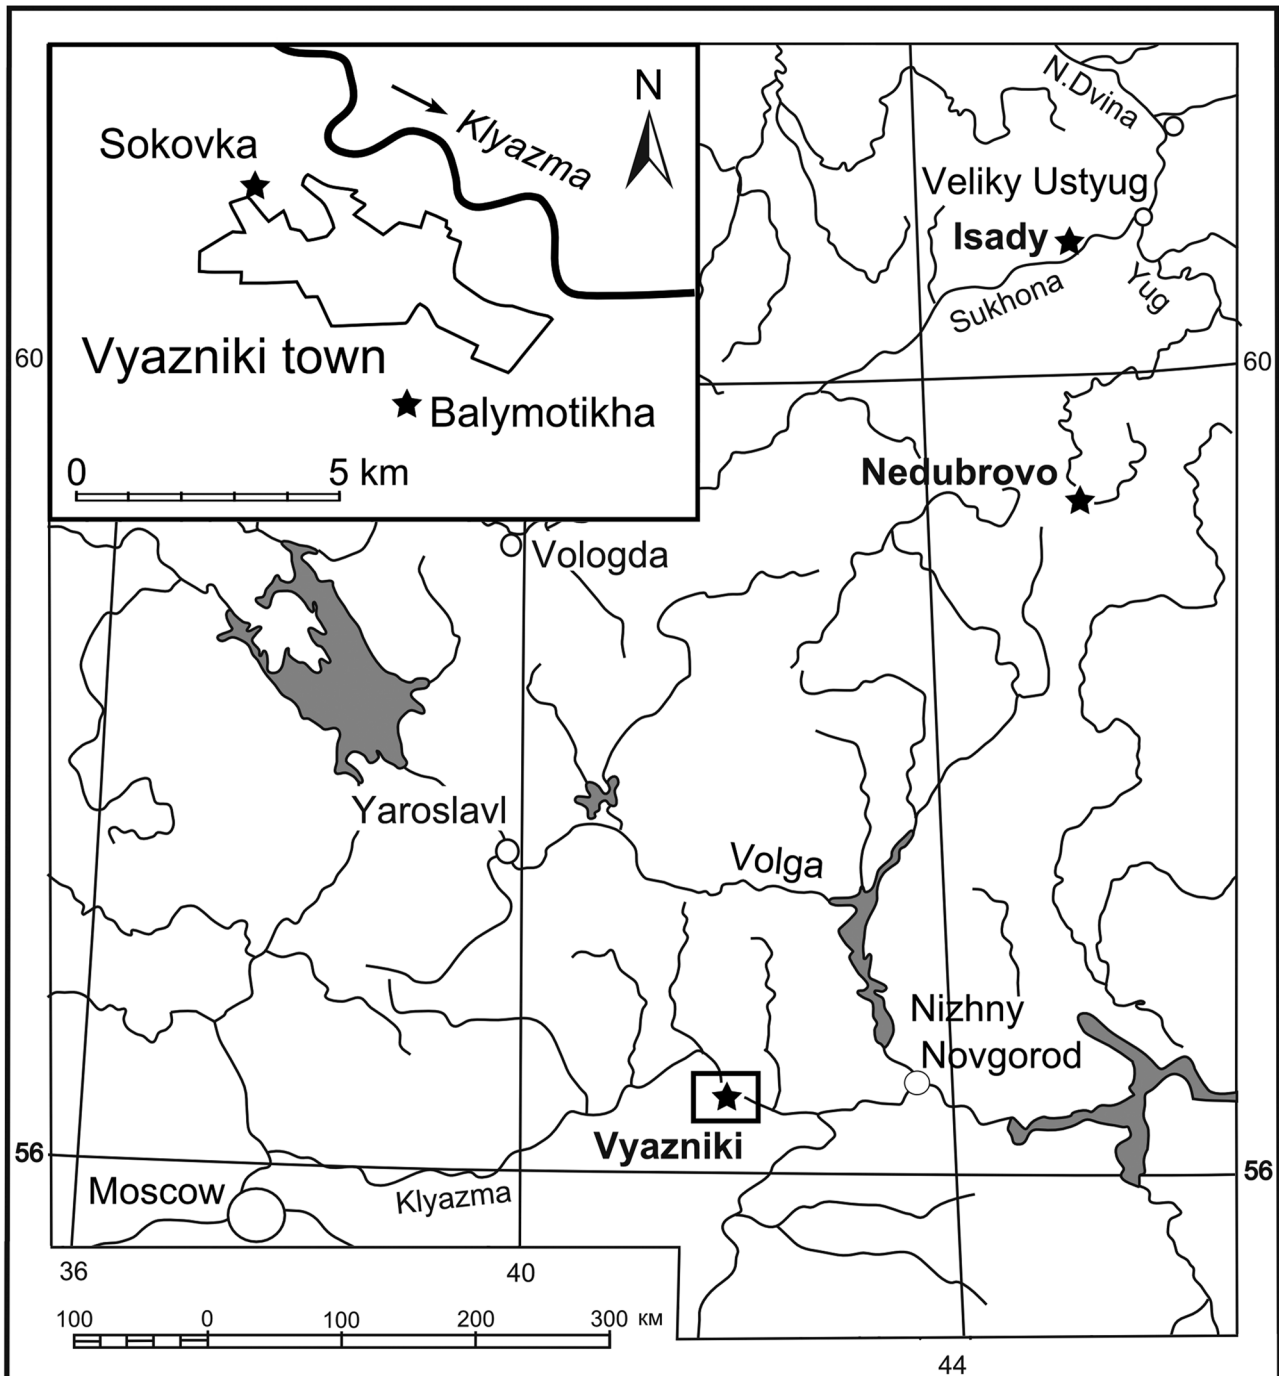 N
Klyazma
Sokovka
Vyazniki town
Balymotikha
0 5 km
N.Dvina
Veliky Ustyug
Isady
Sukhona
Yug
60 60
Nedubrovo
Vologda
Yaroslavl
Volga
Nizhny
Novgorod
Vyazniki
56 56
Moscow
Klyazma
36 40
44
100 0 100 200 300 км